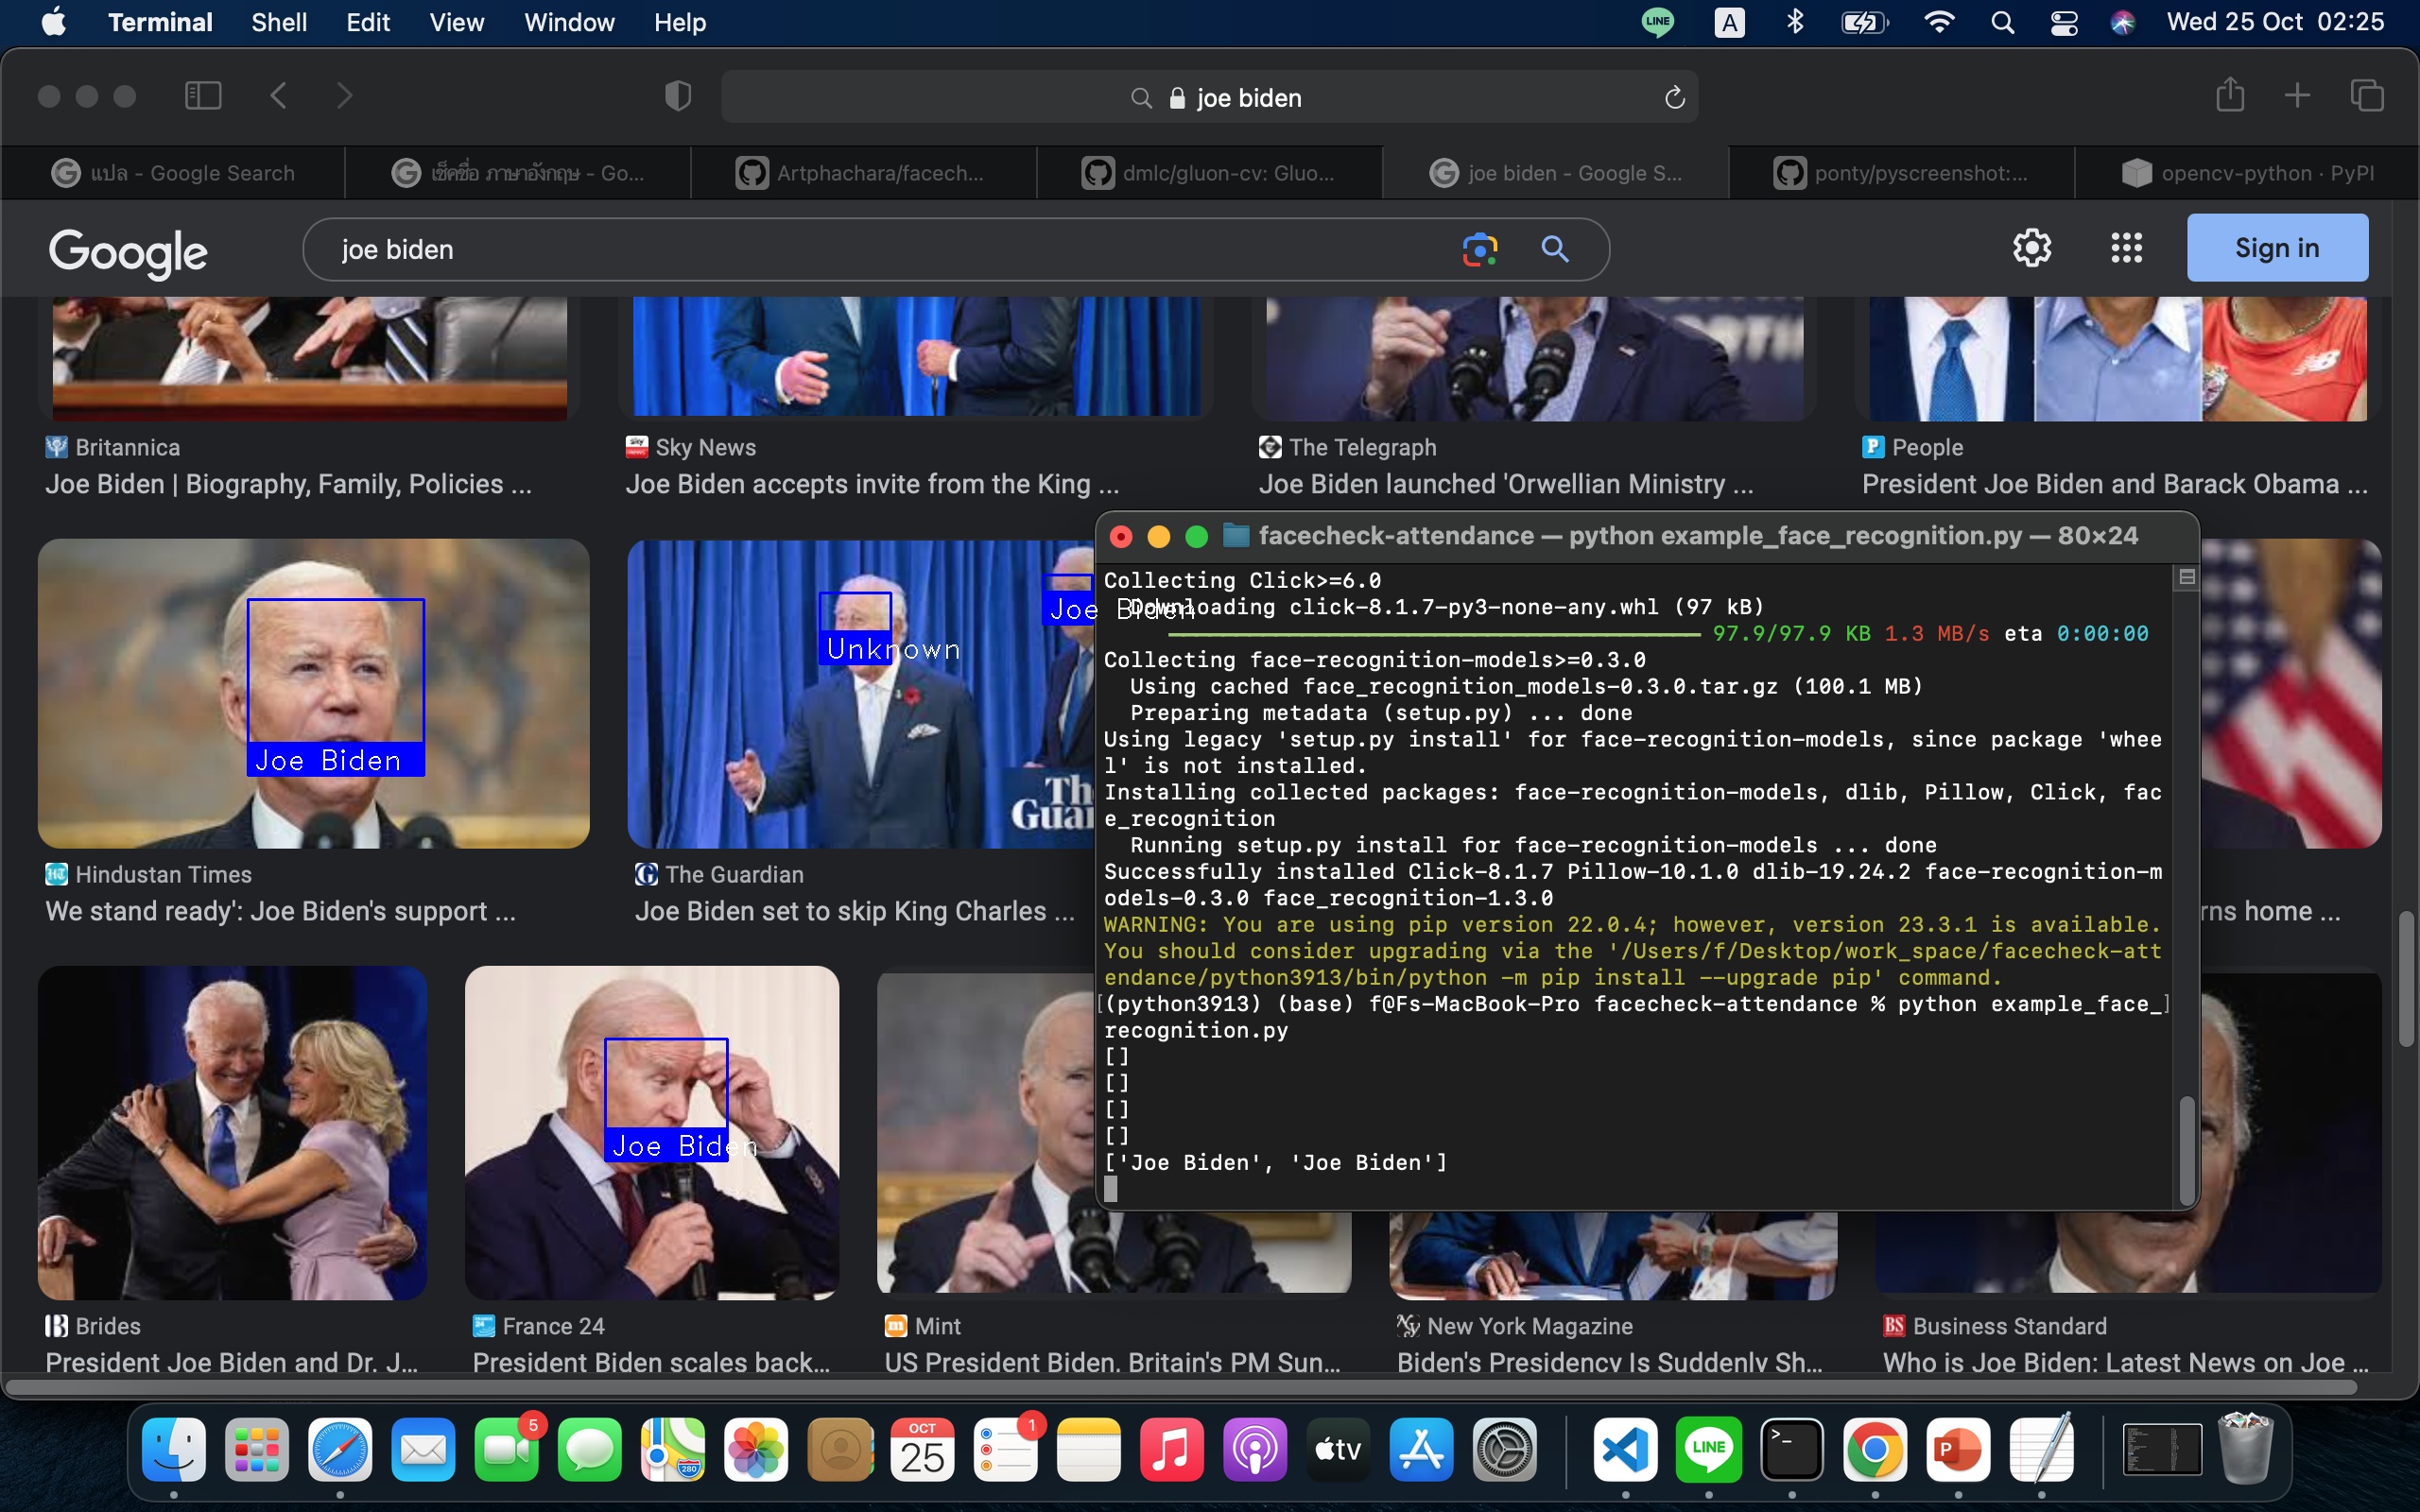 Terminal Shell Edit View Window Help
LINE A Wed 25 Oct 02:25
joe biden
แปล - Google Search
เช็คชื่อ ภาษาอังกฤษ - Go...
Artphachara/facech...
dmlc/gluon-cv: Gluo...
joe biden - Google S...
ponty/pyscreenshot:...
opencv-python · PyPI
Google
joe biden
Sign in
Britannica
Joe Biden | Biography, Family, Policies ...
Sky News
Joe Biden accepts invite from the King ...
The Telegraph
Joe Biden launched 'Orwellian Ministry ...
People
President Joe Biden and Barack Obama ...
Joe Biden
Unknown
Joe Biden
The
Guar
Hindustan Times
We stand ready': Joe Biden's support ...
The Guardian
Joe Biden set to skip King Charles ...
rns home ...
facecheck-attendance — python example_face_recognition.py — 80×24
Collecting Click>=6.0
Downloading click-8.1.7-py3-none-any.whl (97 kB)
97.9/97.9 KB 1.3 MB/s eta 0:00:00
Collecting face-recognition-models>=0.3.0
Using cached face_recognition_models-0.3.0.tar.gz (100.1 MB)
Preparing metadata (setup.py) ... done
Using legacy 'setup.py install' for face-recognition-models, since package 'whee
l' is not installed.
Installing collected packages: face-recognition-models, dlib, Pillow, Click, fac
e_recognition
Running setup.py install for face-recognition-models ... done
Successfully installed Click-8.1.7 Pillow-10.1.0 dlib-19.24.2 face-recognition-m
odels-0.3.0 face_recognition-1.3.0
WARNING: You are using pip version 22.0.4; however, version 23.3.1 is available.
You should consider upgrading via the '/Users/f/Desktop/work_space/facecheck-att
endance/python3913/bin/python -m pip install --upgrade pip' command.
[(python3913) (base) f@Fs-MacBook-Pro facecheck-attendance % python example_face_]
recognition.py
[]
[]
[]
[]
['Joe Biden', 'Joe Biden']
Joe Biden
Brides
President Joe Biden and Dr. J...
France 24
President Biden scales back...
Mint
US President Biden, Britain's PM Sun...
New York Magazine
Biden's Presidency Is Suddenly Sh...
BS Business Standard
Who is Joe Biden: Latest News on Joe ...
5
OCT
25
1
tv
280
LINE
P